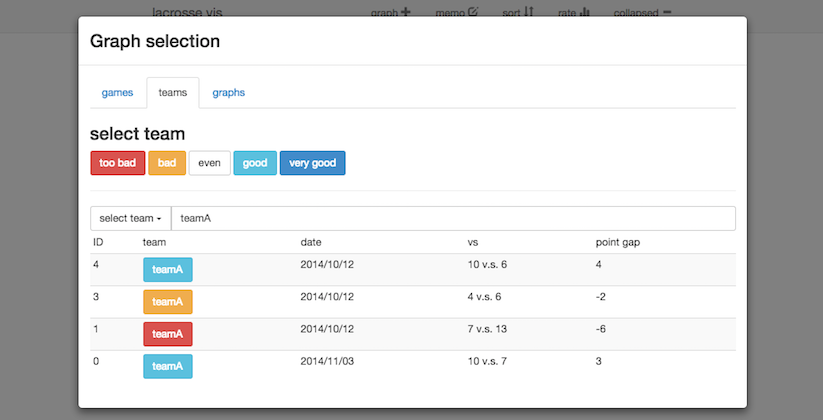 lacrosse vis graph memo sort rate collapsed
Graph selection
games teams graphs
select team
too bad bad even good very good
select team teamA
ID team date vs point gap
4 teamA 2014/10/12 10 v.s. 6 4
3 teamA 2014/10/12 4 v.s. 6 -2
1 teamA 2014/10/12 7 v.s. 13 -6
0 teamA 2014/11/03 10 v.s. 7 3